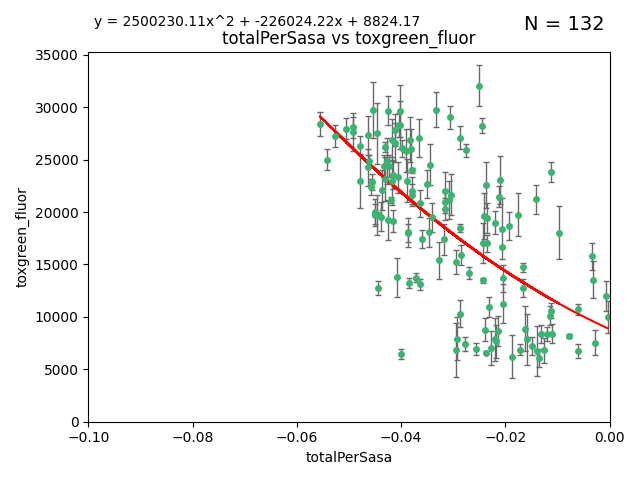 y = 2500230.11x^2 + -226024.22x + 8824.17
N = 132
totalPerSasa vs toxgreen_fluor
35000
30000
25000
20000
15000
10000
5000
0
toxgreen_fluor
−0.10
−0.08
−0.06
−0.04
−0.02
0.00
totalPerSasa